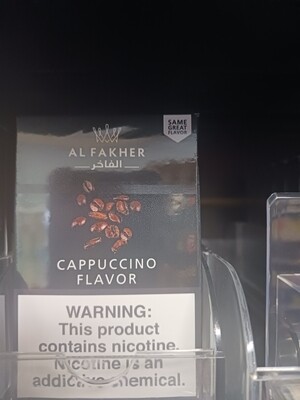 SAME
GREAT
FLAVOR
AL FAKHER
الفاخر
CAPPUCCINO
FLAVOR
WARNING:
This product
contains nicotine.
Nicotine is an
addictive chemical.